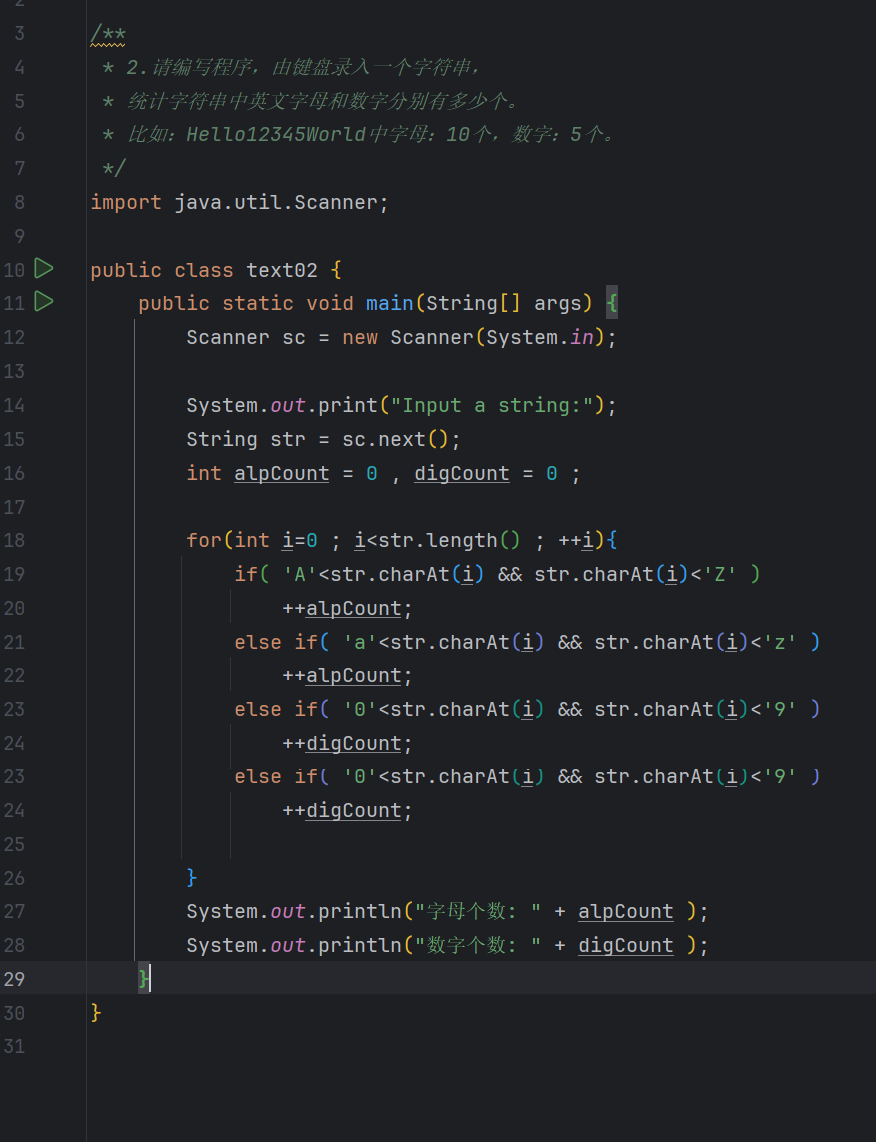 3 /**
4 * 2.请编写程序，由键盘录入一个字符串，
5 * 统计字符串中英文字母和数字分别有多少个。
6 * 比如：Hello12345World中字母：10个，数字：5个。
7 */
8 import java.util.Scanner;
9
10 public class text02 {
11 public static void main(String[] args) {
12 Scanner sc = new Scanner(System.in);
13
14 System.out.print("Input a string:");
15 String str = sc.next();
16 int alpCount = 0 , digCount = 0 ;
17
18 for(int i=0 ; i<str.length() ; ++i){
19 if( 'A'<str.charAt(i) && str.charAt(i)<'Z' )
20 ++alpCount;
21 else if( 'a'<str.charAt(i) && str.charAt(i)<'z' )
22 ++alpCount;
23 else if( '0'<str.charAt(i) && str.charAt(i)<'9' )
24 ++digCount;
23 else if( '0'<str.charAt(i) && str.charAt(i)<'9' )
24 ++digCount;
25
26 }
27 System.out.println("字母个数：" + alpCount );
28 System.out.println("数字个数：" + digCount );
29 }
30 }
31